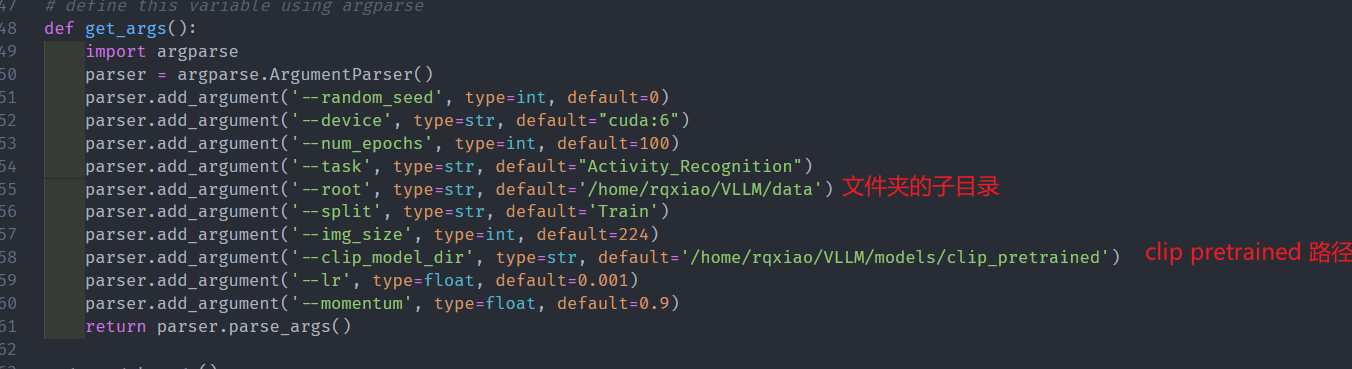 47 # define this variable using argparse
48 def get_args():
49 import argparse
50 parser = argparse.ArgumentParser()
51 parser.add_argument('--random_seed', type=int, default=0)
52 parser.add_argument('--device', type=str, default="cuda:6")
53 parser.add_argument('--num_epochs', type=int, default=100)
54 parser.add_argument('--task', type=str, default="Activity_Recognition")
55 parser.add_argument('--root', type=str, default='/home/rqxiao/VLLM/data') 文件夹的子目录
56 parser.add_argument('--split', type=str, default='Train')
57 parser.add_argument('--img_size', type=int, default=224)
58 parser.add_argument('--clip_model_dir', type=str, default='/home/rqxiao/VLLM/models/clip_pretrained') clip pretrained 路径
59 parser.add_argument('--lr', type=float, default=0.001)
60 parser.add_argument('--momentum', type=float, default=0.9)
61 return parser.parse_args()
62